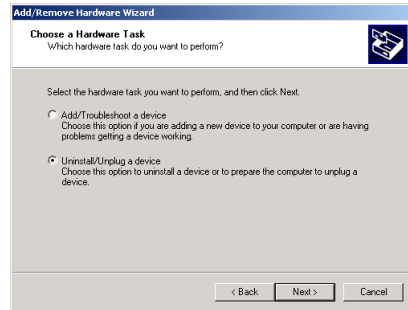 Add/Remove Hardware Wizard
Choose a Hardware Task
Which hardware task do you want to perform?
Select the hardware task you want to perform, and then click Next.
Add/Troubleshoot a device
Choose this option if you are adding a new device to your computer or are having
problems getting a device working.
Uninstall/Unplug a device
Choose this option to uninstall a device or to prepare the computer to unplug a
device.
< Back
Next >
Cancel